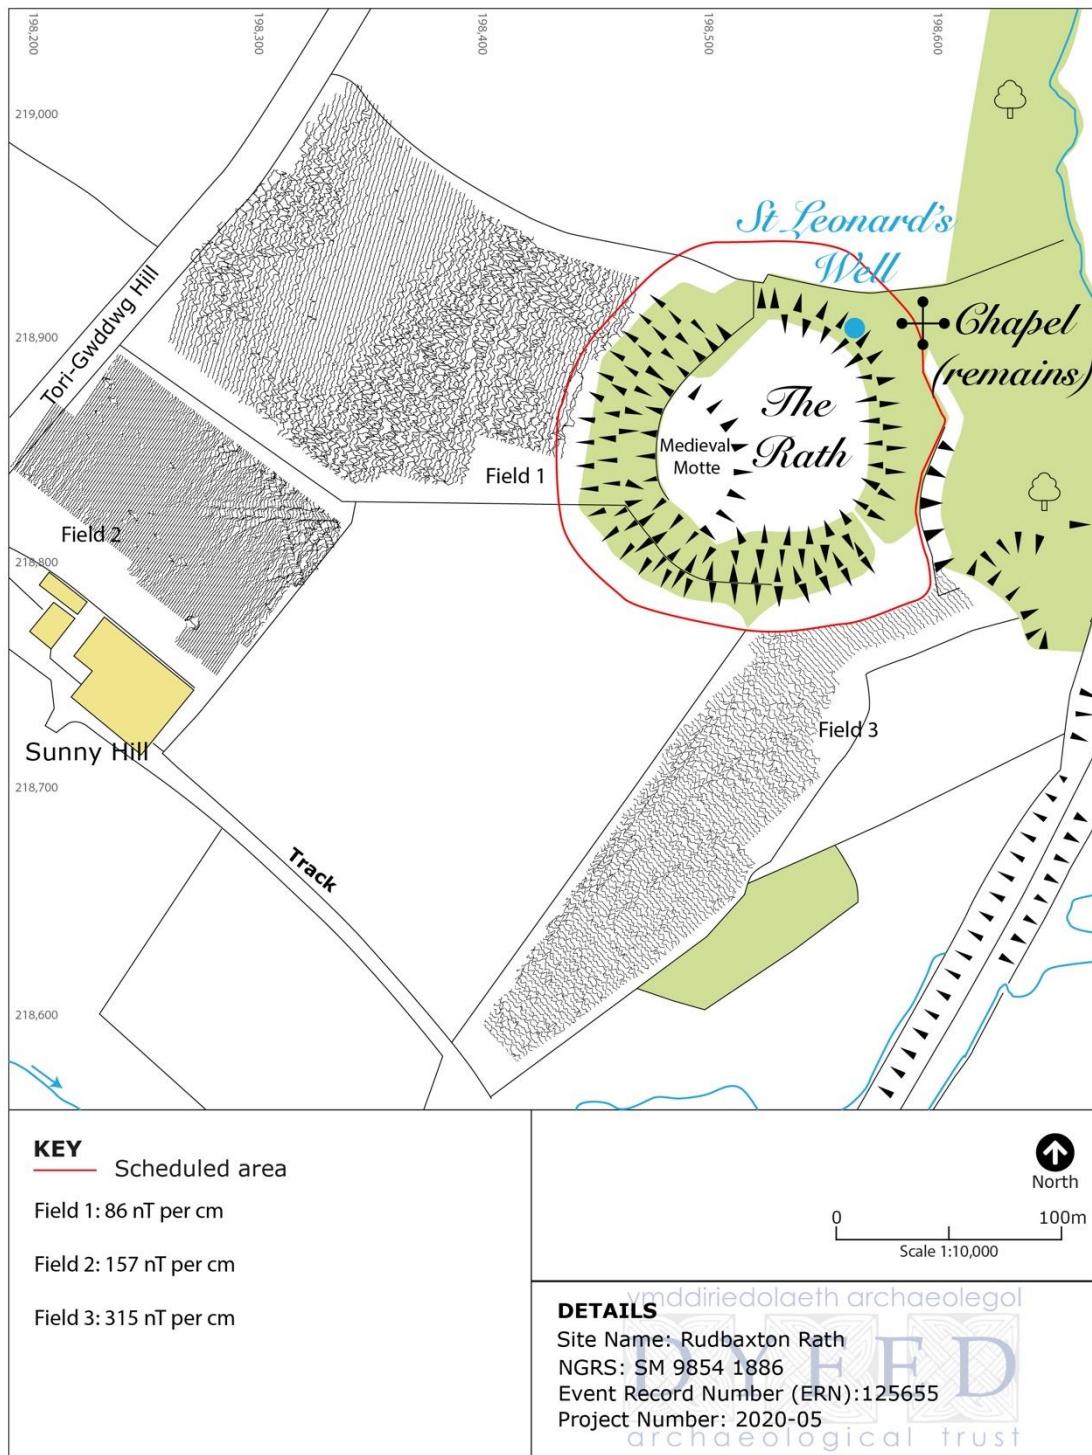 198,200
198,300
198,400
198,500
198,600
219,000
218,900
218,800
218,700
218,600
St Leonard's
Well
Chapel
(remains)
The
Rath
Medieval
Motte
Tori-Gwddwg Hill
Field 1
Field 2
Field 3
Sunny Hill
Track
KEY
Scheduled area
Field 1: 86 nT per cm
Field 2: 157 nT per cm
Field 3: 315 nT per cm
North
0 100m
Scale 1:10,000
ymddiriedolaeth archaeolegol
DETAILS
Site Name: Rudbaxton Rath
NGRS: SM 9854 1886
DYFED
Event Record Number (ERN):125655
Project Number: 2020-05
archaeological trust